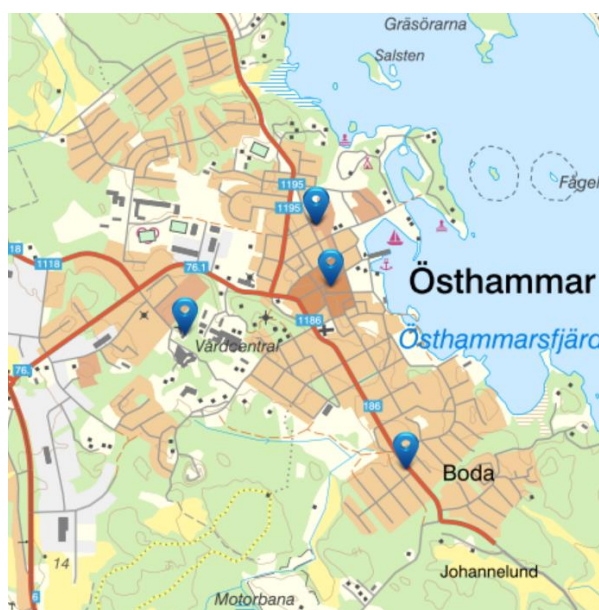 Gräsörarna
Salsten
Fågel
1195
1195
18
1118
76.1
Östhammar
1186
Östhammarsfjärd
Vårdcentral
76.
186
Boda
14
Johannelund
6
Motorbana